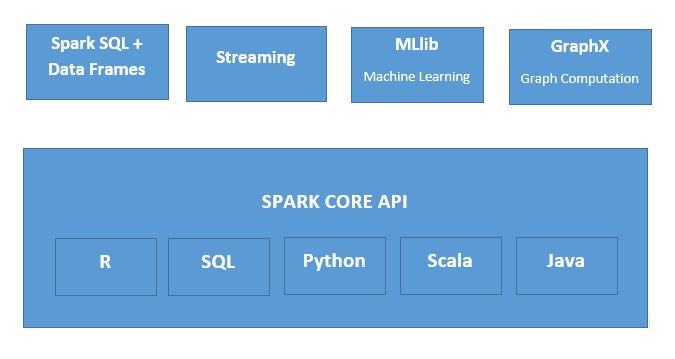 Spark SQL +
Data Frames
Streaming
MLlib
Machine Learning
GraphX
Graph Computation
SPARK CORE API
R
SQL
Python
Scala
Java